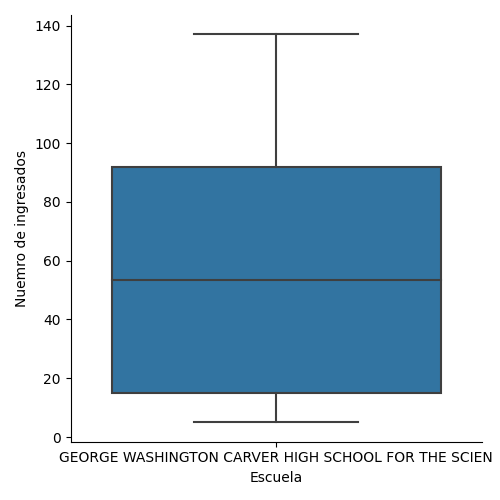 140
120
100
80
60
40
20
0
Nuemro de ingresados
GEORGE WASHINGTON CARVER HIGH SCHOOL FOR THE SCIEN
Escuela